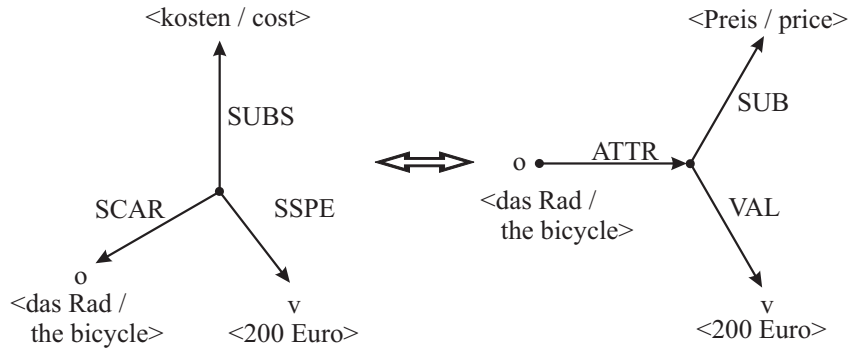 <kosten / cost>
SUBS
SCAR
SSPE
o
<das Rad /
the bicycle>
v
<200 Euro>
<Preis / price>
SUB
ATTR
o
<das Rad /
the bicycle>
VAL
v
<200 Euro>